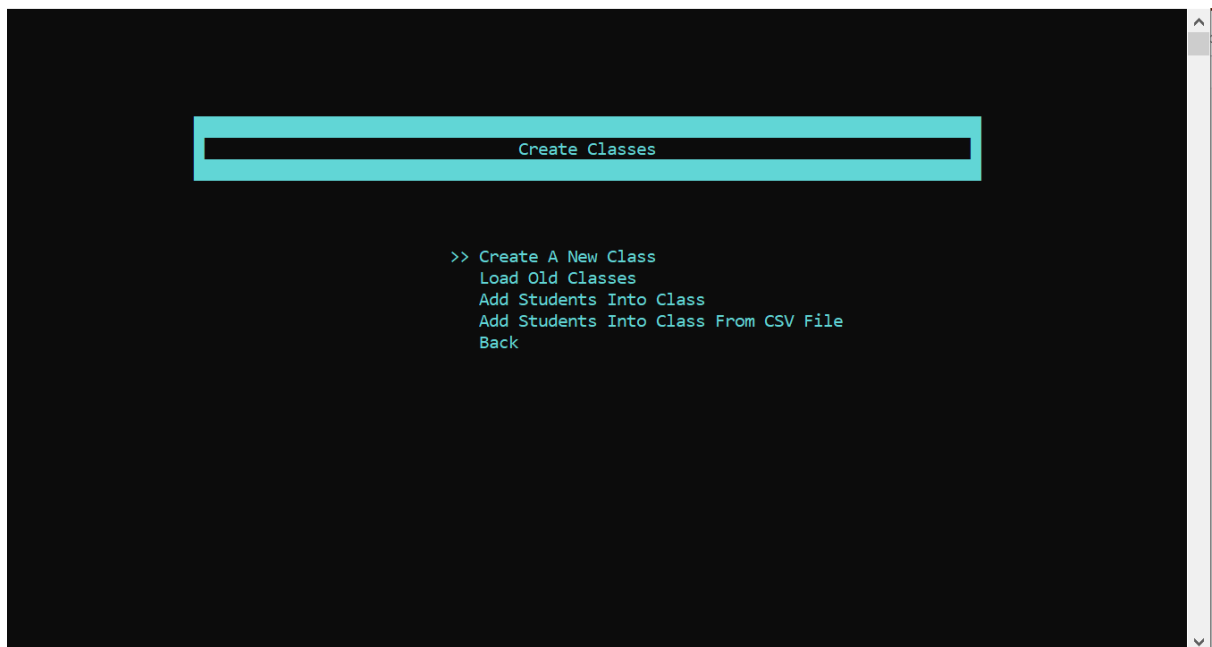 Create Classes
>> Create A New Class
Load Old Classes
Add Students Into Class
Add Students Into Class From CSV File
Back